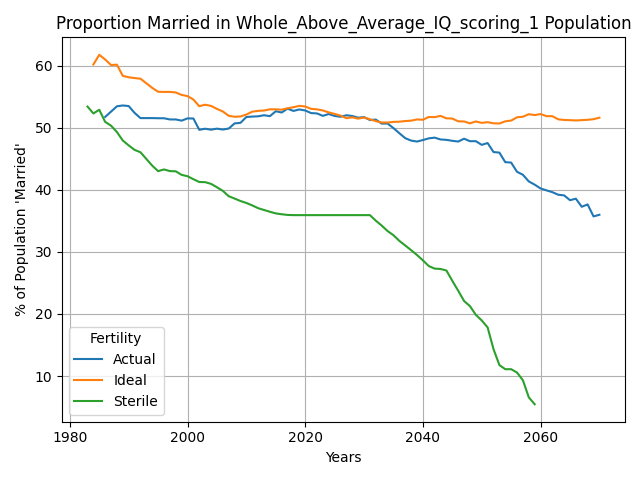 Proportion Married in Whole_Above_Average_IQ_scoring_1 Population
% of Population 'Married'
60
50
40
30
20
10
Fertility
Actual
Ideal
Sterile
1980
2000
2020
2040
2060
Years